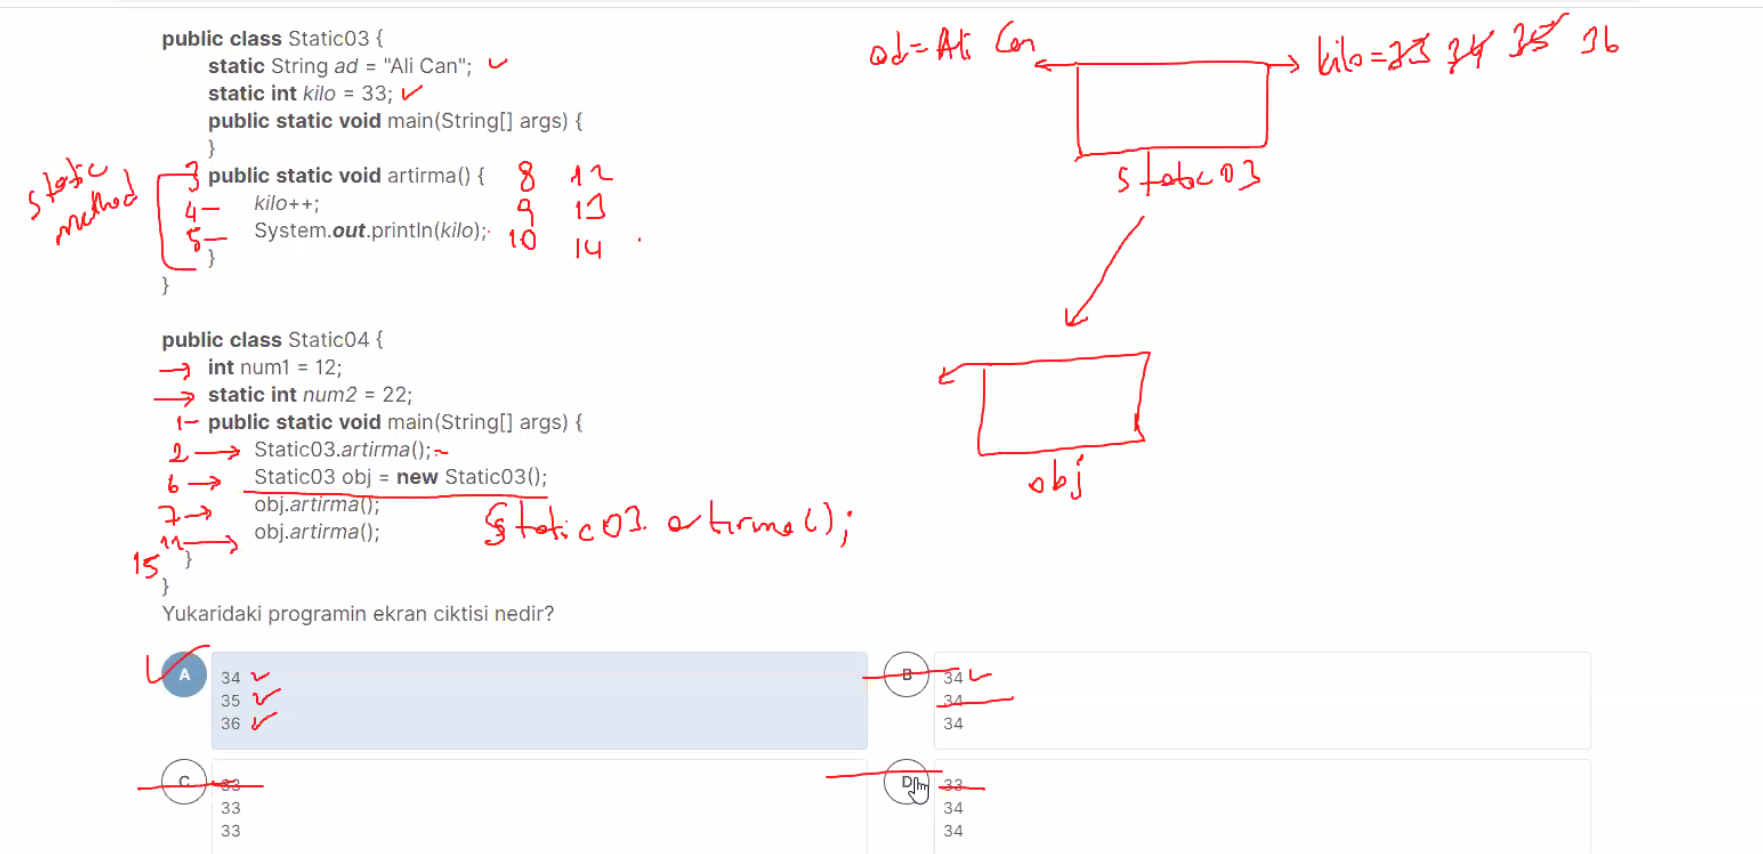 public class Static03 {
static String ad = "Ali Can";
static int kilo = 33;
public static void main(String[] args) {
}
3 public static void artirma() { 8 12
4- kilo++; 9 13
5- System.out.println(kilo); 10 14
}
}
static
method
public class Static04 {
int num1 = 12;
static int num2 = 22;
1- public static void main(String[] args) {
2 Static03.artirma();
6 Static03 obj = new Static03();
7 obj.artirma();
11 obj.artirma();
Static03.artirma();
15 }
}
ad=Ali Can
kilo=33 34 35 36
Static03
obj
Yukaridaki programin ekran ciktisi nedir?
A
34
35
36
B
34
34
34
C
33
33
33
D
33
34
34